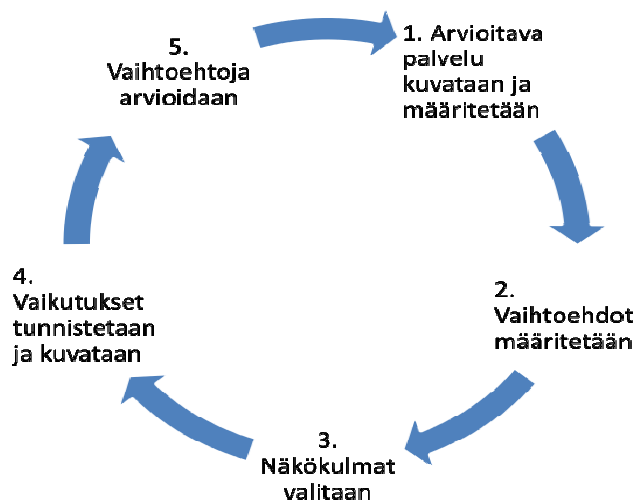 1. Arvioitava
palvelu
kuvataan ja
määritetään
2.
Vaihtoehdot
määritetään
3.
Näkökulmat
valitaan
4.
Vaikutukset
tunnistetaan
ja kuvataan
5.
Vaihtoehtoja
arvioidaan